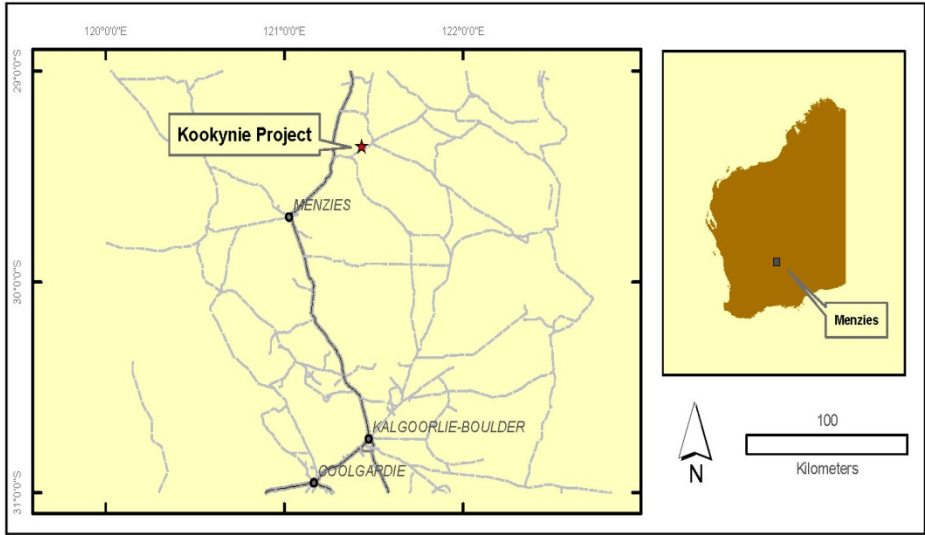 120°0'0"E
121°0'0"E
122°0'0"E
29°0'0"S
30°0'0"S
31°0'0"S
Kookynie Project
MENZIES
KALGOORLIE-BOULDER
COOLGARDIE
Menzies
N
100
Kilometers